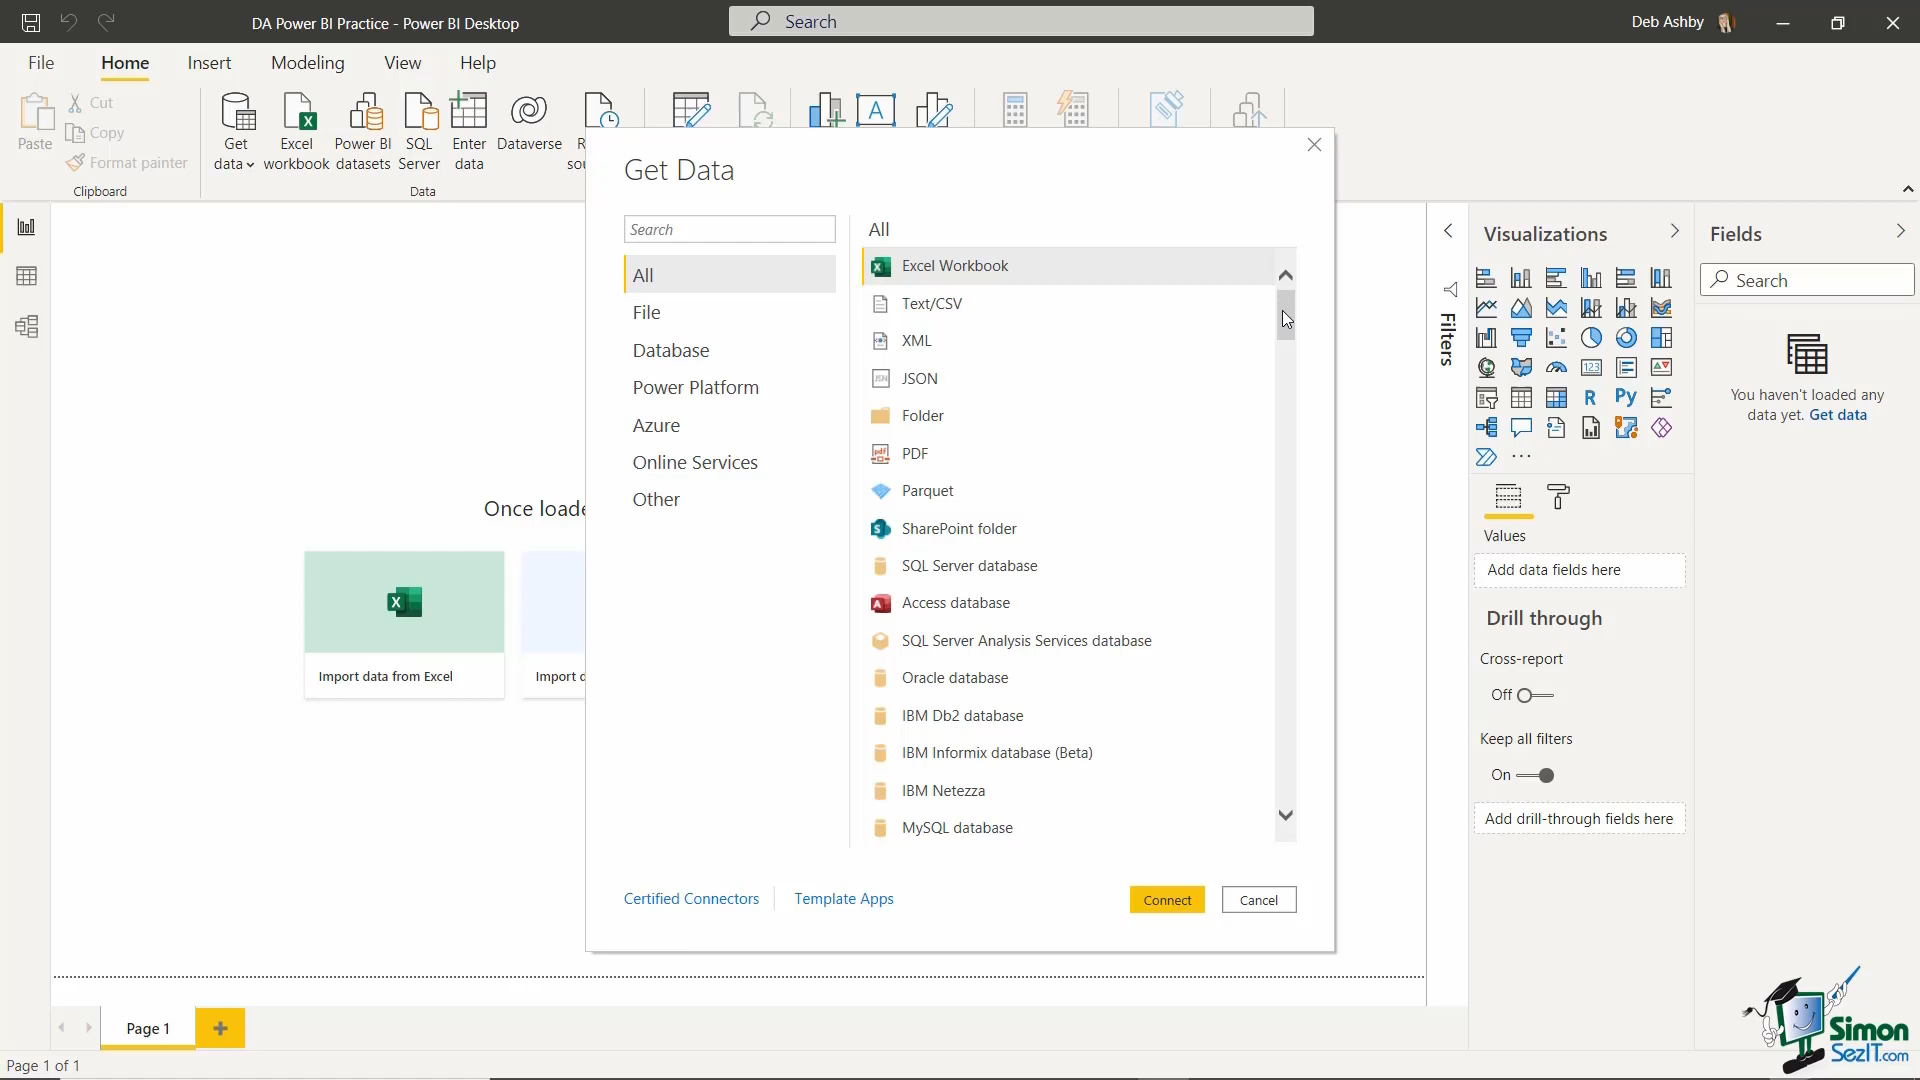 DA Power BI Practice - Power BI Desktop
Search
Deb Ashby
File
Home
Insert
Modeling
View
Help
Paste
Cut
Copy
Format painter
Clipboard
Get data
Excel workbook
Power BI datasets
SQL Server
Enter data
Dataverse
Data
Get Data
Search
All
File
Database
Power Platform
Azure
Online Services
Other
All
Excel Workbook
Text/CSV
XML
JSON
Folder
PDF
Parquet
SharePoint folder
SQL Server database
Access database
SQL Server Analysis Services database
Oracle database
IBM Db2 database
IBM Informix database (Beta)
IBM Netezza
MySQL database
Certified Connectors
Template Apps
Connect
Cancel
Once loade
Import data from Excel
Import d
Filters
Visualizations
123
R
Py
Values
Add data fields here
Drill through
Cross-report
Off
Keep all filters
On
Add drill-through fields here
Fields
Search
You haven't loaded any
data yet. Get data
Page 1
Page 1 of 1
Simon
SezIT.com